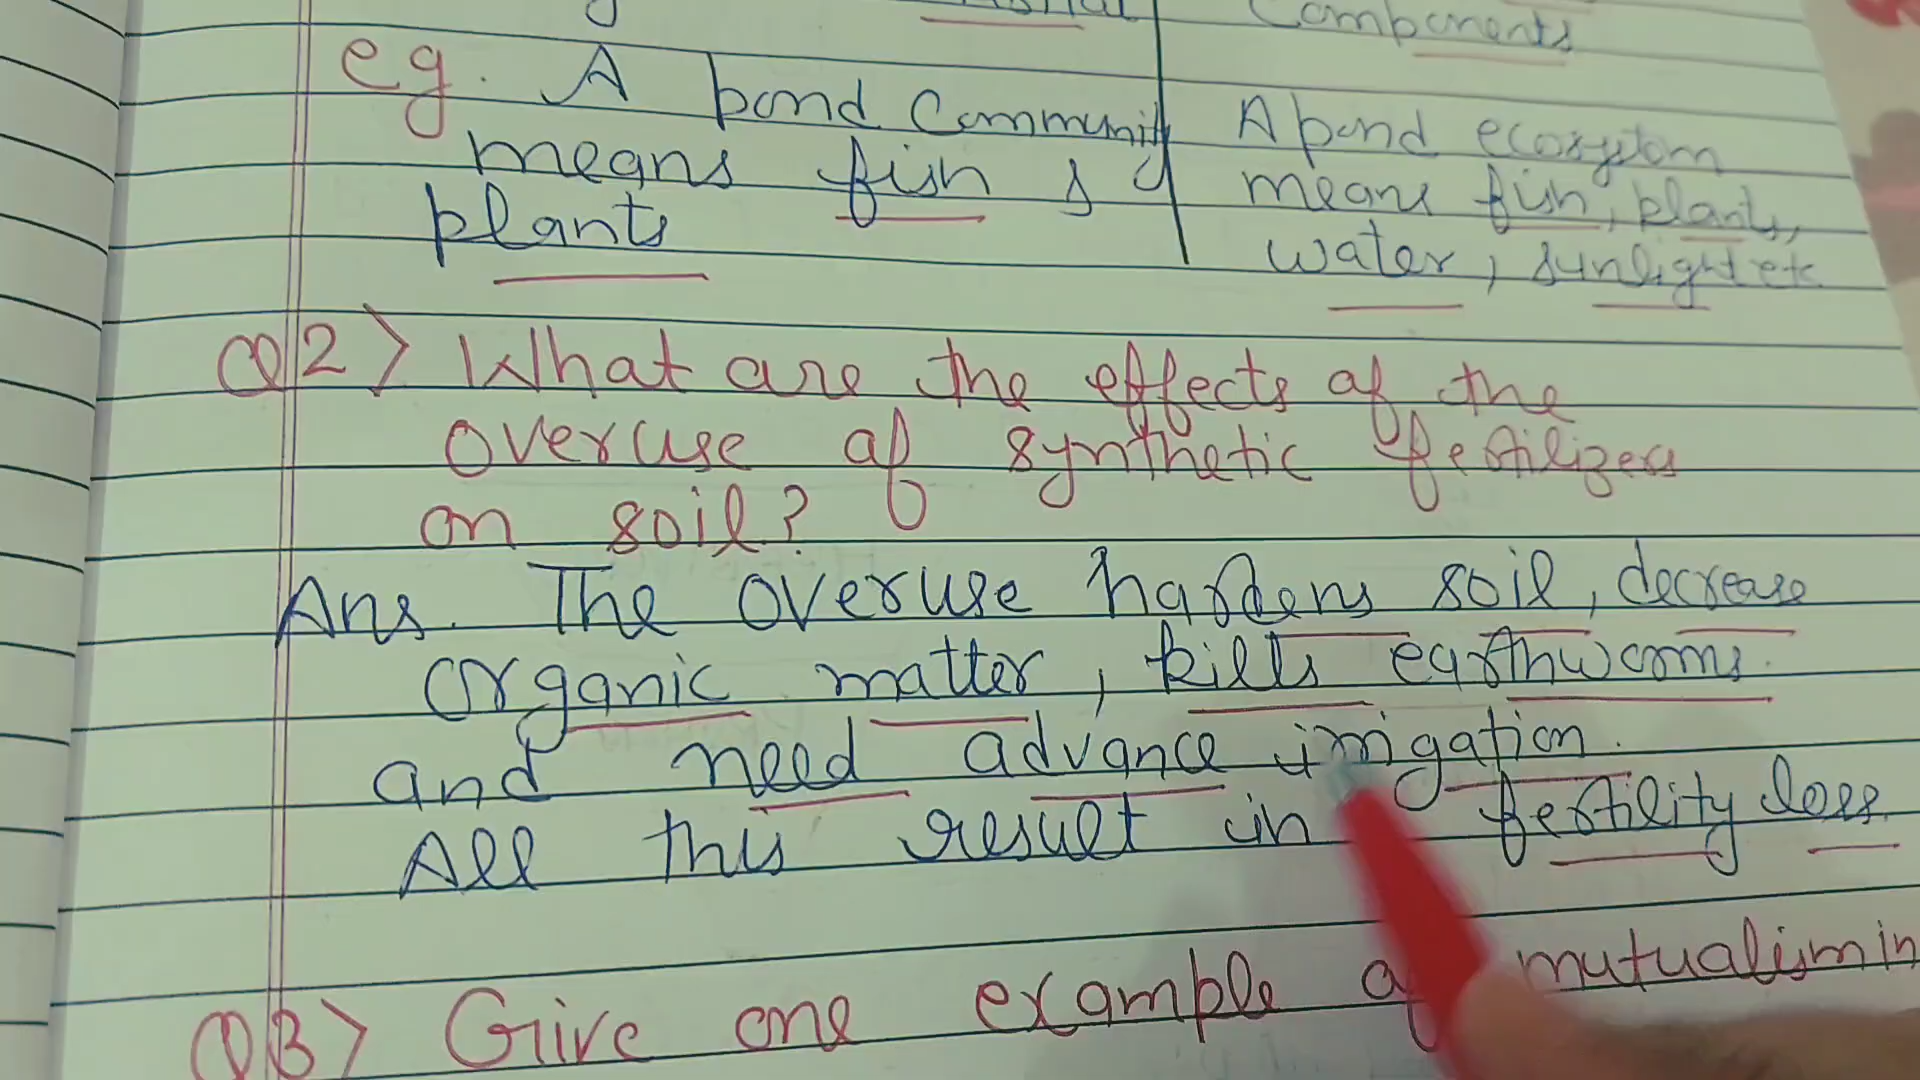 Components
eg. A pond Community
means fish &
plants
A pond ecosystem
means fish, plants,
water, sunlight etc
Q2> What are the effects of the
overuse of synthetic fertilizers
on soil?
Ans. The overuse hardens soil, decrease
organic matter, kills earthworms.
and need advance irrigation.
All this result in fertility loss.
Q3> Give one example of mutualism in